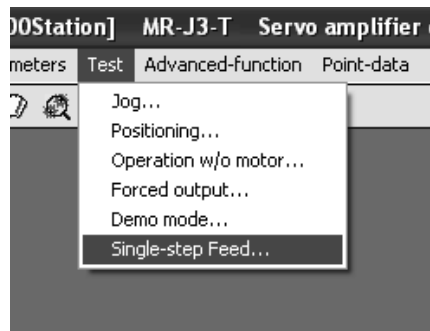 00Station] MR-J3-T Servo amplifier
meters Test Advanced-function Point-data
Jog...
Positioning...
Operation w/o motor...
Forced output...
Demo mode...
Single-step Feed...